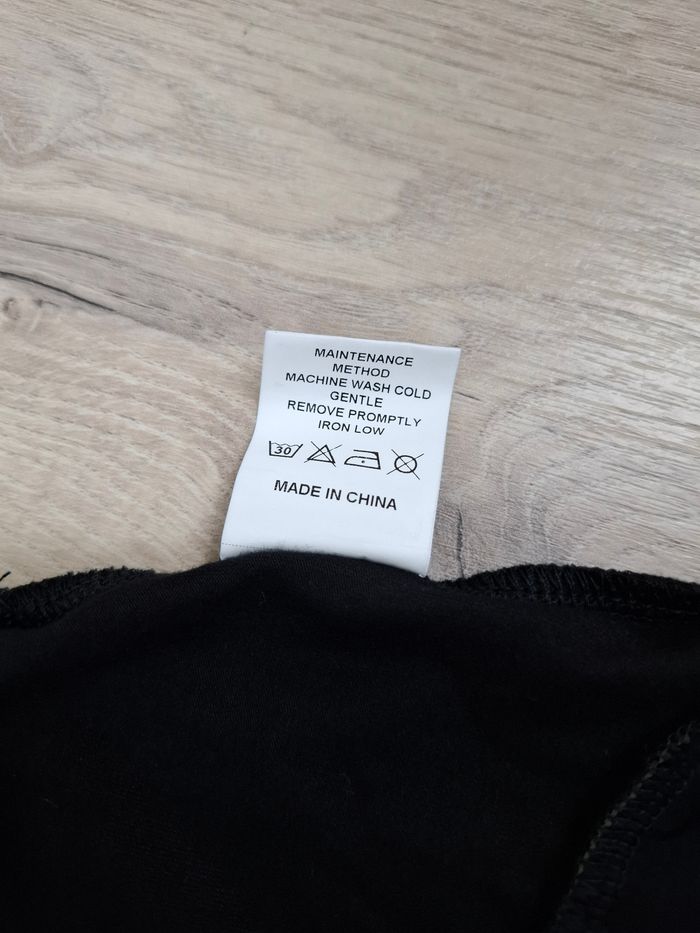 MAINTENANCE
METHOD
MACHINE WASH COLD
GENTLE
REMOVE PROMPTLY
IRON LOW
30
MADE IN CHINA